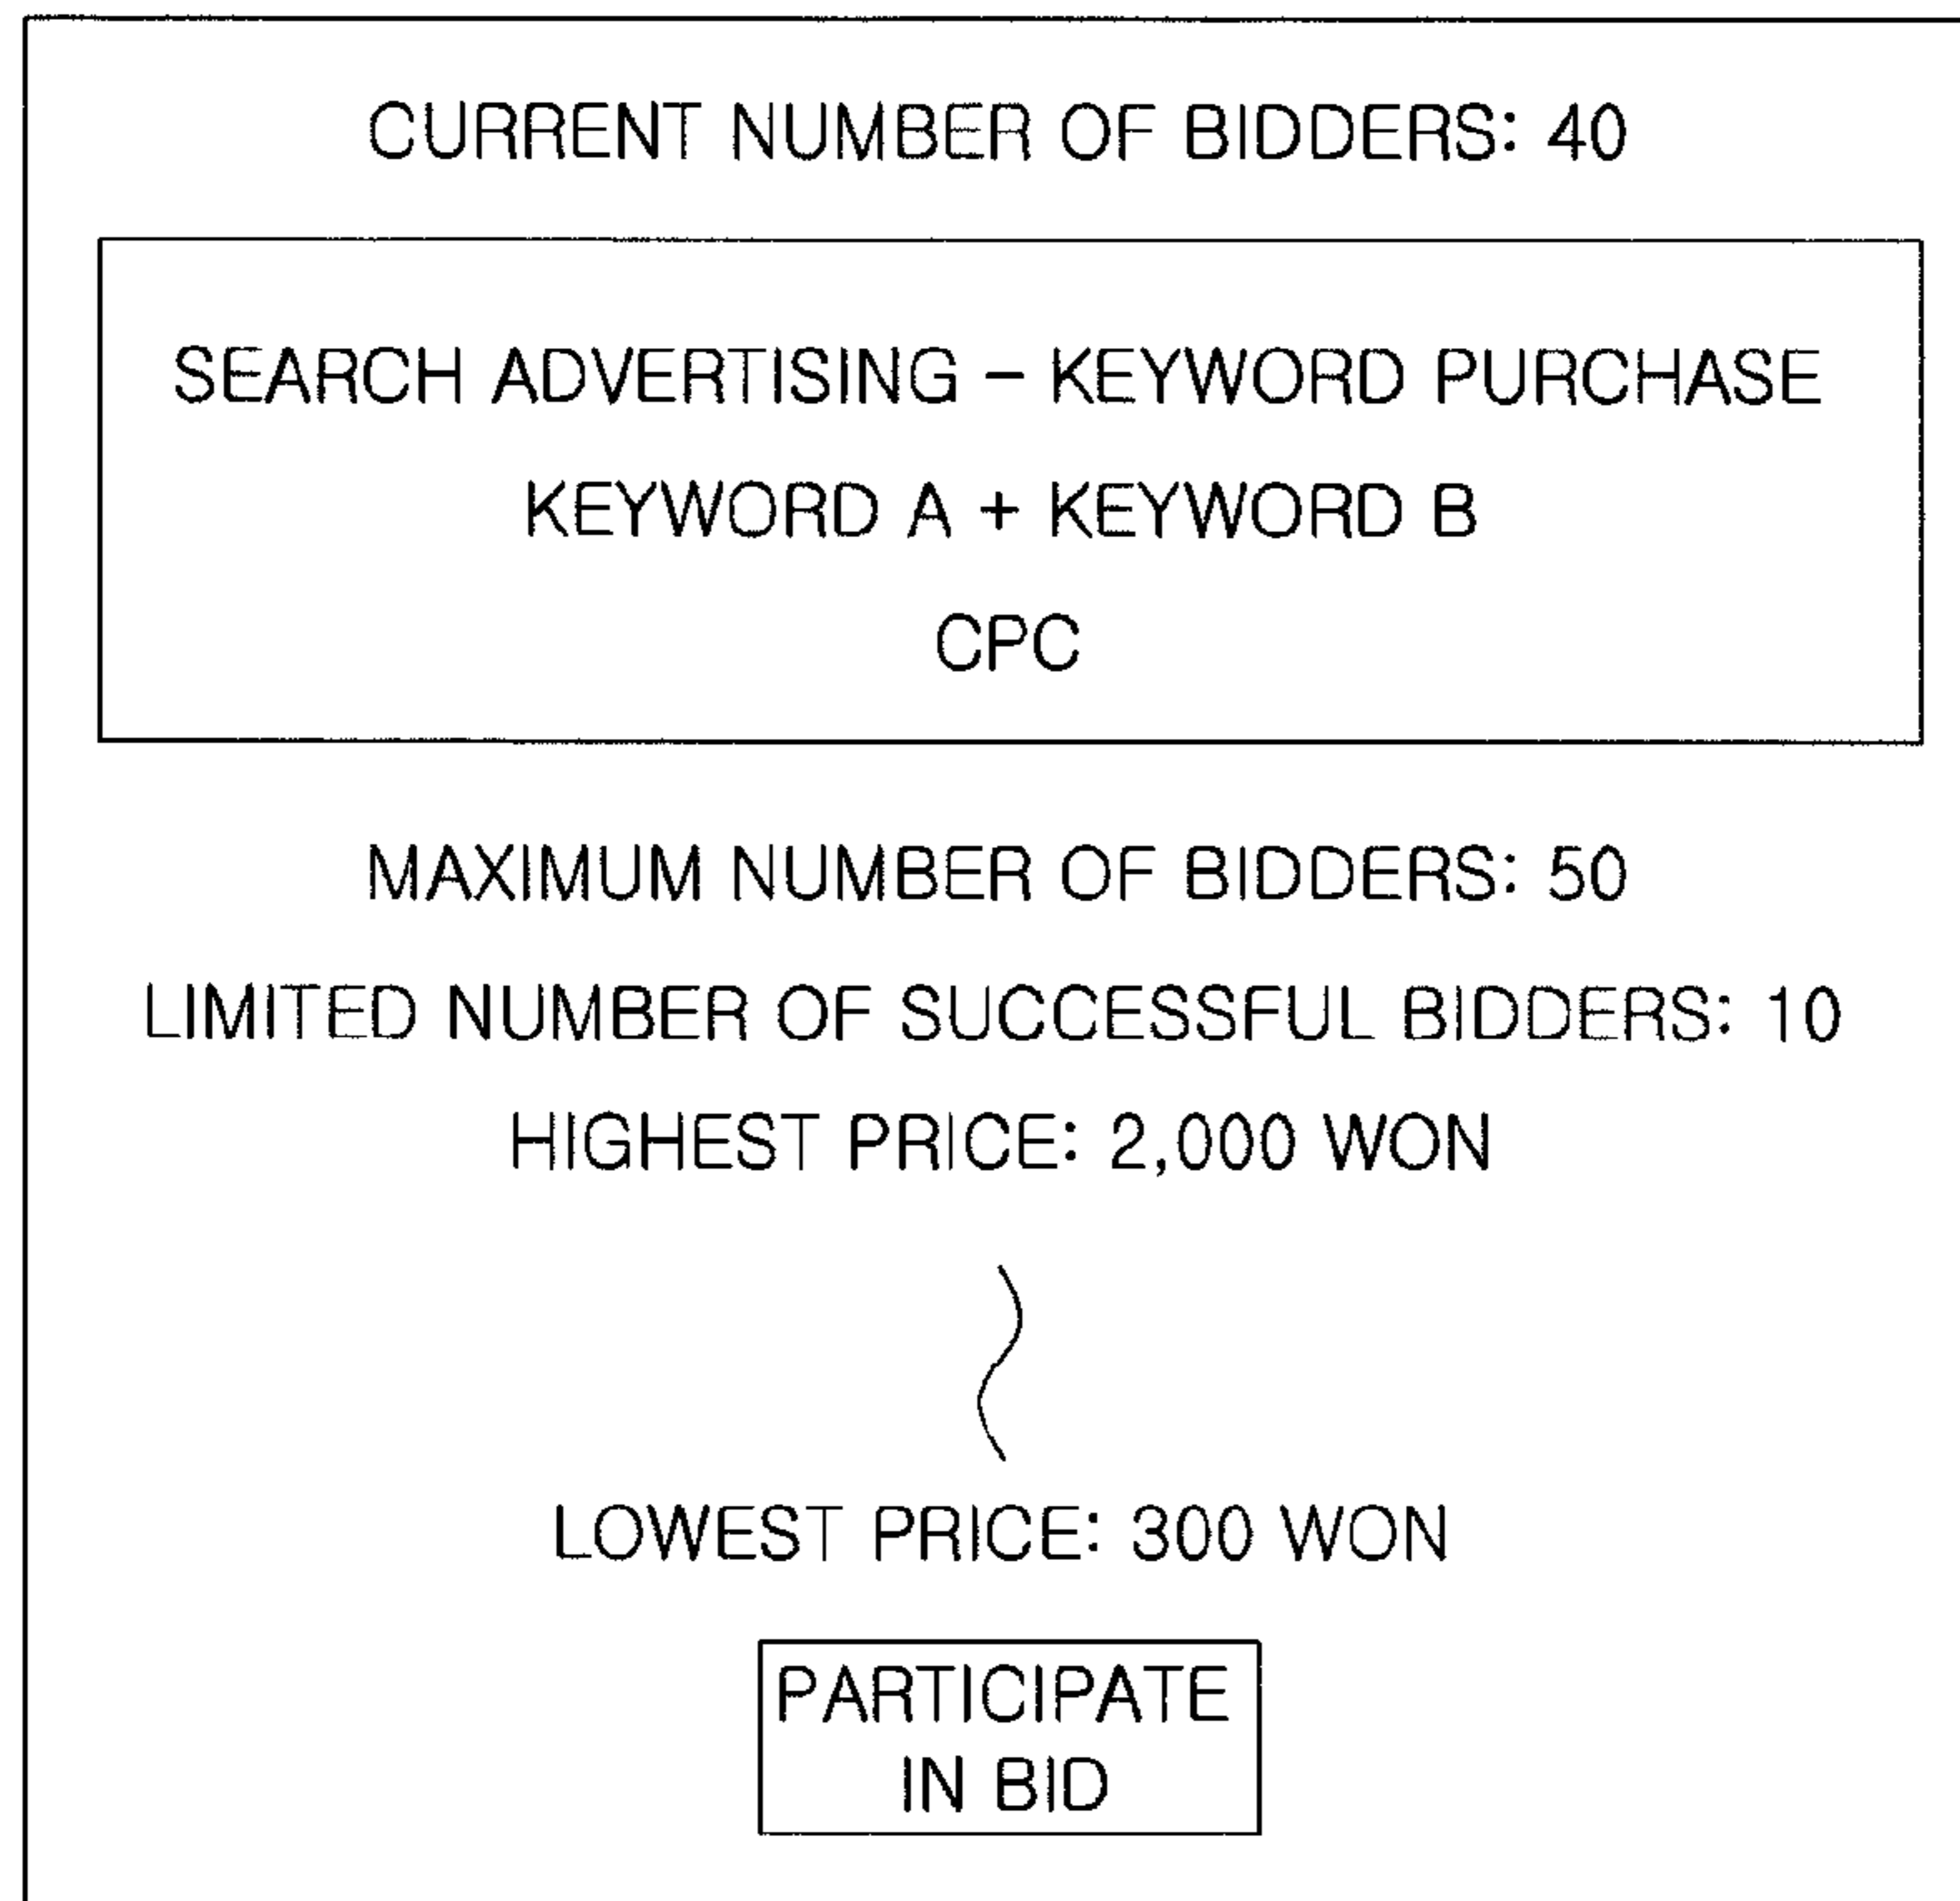 CURRENT NUMBER OF BIDDERS: 40
SEARCH ADVERTISING – KEYWORD PURCHASE
KEYWORD A + KEYWORD B
CPC
MAXIMUM NUMBER OF BIDDERS: 50
LIMITED NUMBER OF SUCCESSFUL BIDDERS: 10
HIGHEST PRICE: 2,000 WON
LOWEST PRICE: 300 WON
PARTICIPATE
IN BID